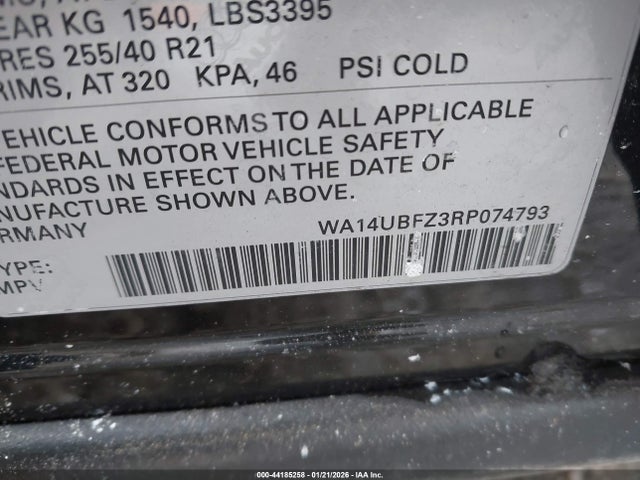 EAR KG 1540, LBS3395
RES 255/40 R21
RIMS, AT 320 KPA, 46 PSI COLD
VEHICLE CONFORMS TO ALL APPLICABLE
FEDERAL MOTOR VEHICLE SAFETY
NDARDS IN EFFECT ON THE DATE OF
NUFACTURE SHOWN ABOVE.
RMANY
WA14UBFZ3RP074793
TYPE:
MPV
000-44185258 - 01/21/2026 - © IAA Inc.